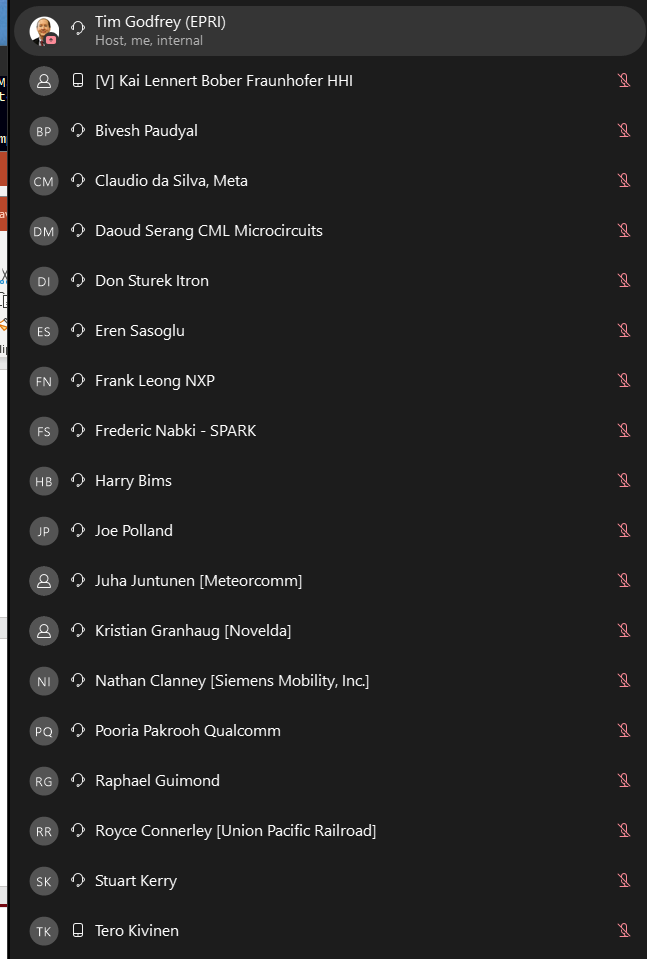 Tim Godfrey (EPRI)
Host, me, internal
[V] Kai Lennert Bober Fraunhofer HHI
BP Bivesh Paudyal
CM Claudio da Silva, Meta
DM Daoud Serang CML Microcircuits
DI Don Sturek Itron
ES Eren Sasoglu
FN Frank Leong NXP
FS Frederic Nabki - SPARK
HB Harry Bims
JP Joe Polland
Juha Juntunen [Meteorcomm]
Kristian Granhaug [Novelda]
NI Nathan Clanney [Siemens Mobility, Inc.]
PQ Pooria Pakrooh Qualcomm
RG Raphael Guimond
RR Royce Connerley [Union Pacific Railroad]
SK Stuart Kerry
TK Tero Kivinen